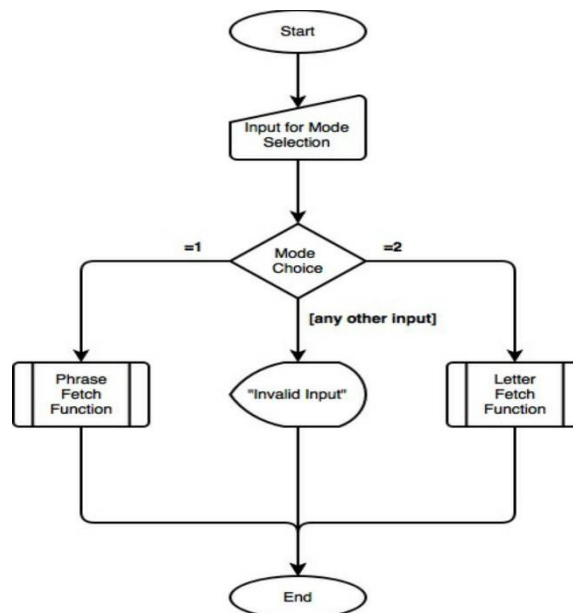 Start
Input for Mode
Selection
=1
Mode
Choice
=2
[any other input]
Phrase
Fetch
Function
"Invalid Input"
Letter
Fetch
Function
End